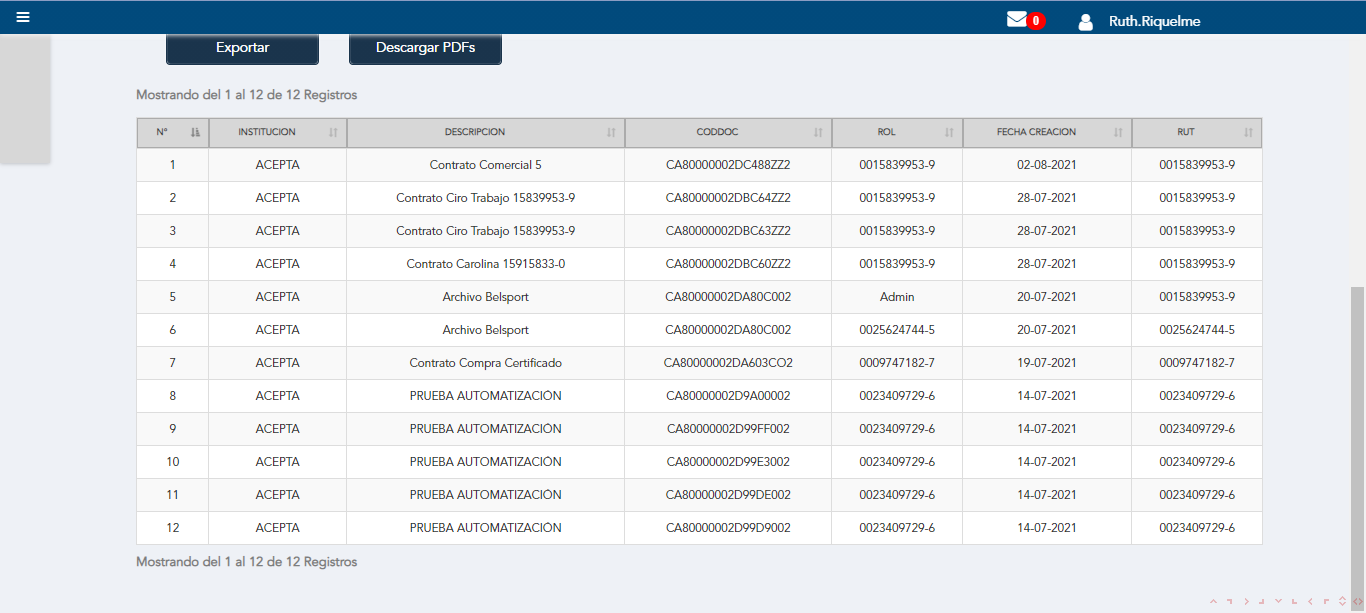 0 Ruth.Riquelme
Exportar Descargar PDFs
Mostrando del 1 al 12 de 12 Registros
N° INSTITUCION DESCRIPCION CODDOC ROL FECHA CREACION RUT
1 ACEPTA Contrato Comercial 5 CA80000002DC488ZZ2 0015839953-9 02-08-2021 0015839953-9
2 ACEPTA Contrato Ciro Trabajo 15839953-9 CA80000002DBC64ZZ2 0015839953-9 28-07-2021 0015839953-9
3 ACEPTA Contrato Ciro Trabajo 15839953-9 CA80000002DBC63ZZ2 0015839953-9 28-07-2021 0015839953-9
4 ACEPTA Contrato Carolina 15915833-0 CA80000002DBC60ZZ2 0015839953-9 28-07-2021 0015839953-9
5 ACEPTA Archivo Belsport CA80000002DA80C002 Admin 20-07-2021 0015839953-9
6 ACEPTA Archivo Belsport CA80000002DA80C002 0025624744-5 20-07-2021 0025624744-5
7 ACEPTA Contrato Compra Certificado CA80000002DA603CO2 0009747182-7 19-07-2021 0009747182-7
8 ACEPTA PRUEBA AUTOMATIZACIÓN CA80000002D9A00002 0023409729-6 14-07-2021 0023409729-6
9 ACEPTA PRUEBA AUTOMATIZACIÓN CA80000002D99FF002 0023409729-6 14-07-2021 0023409729-6
10 ACEPTA PRUEBA AUTOMATIZACIÓN CA80000002D99E3002 0023409729-6 14-07-2021 0023409729-6
11 ACEPTA PRUEBA AUTOMATIZACIÓN CA80000002D99DE002 0023409729-6 14-07-2021 0023409729-6
12 ACEPTA PRUEBA AUTOMATIZACIÓN CA80000002D99D9002 0023409729-6 14-07-2021 0023409729-6
Mostrando del 1 al 12 de 12 Registros